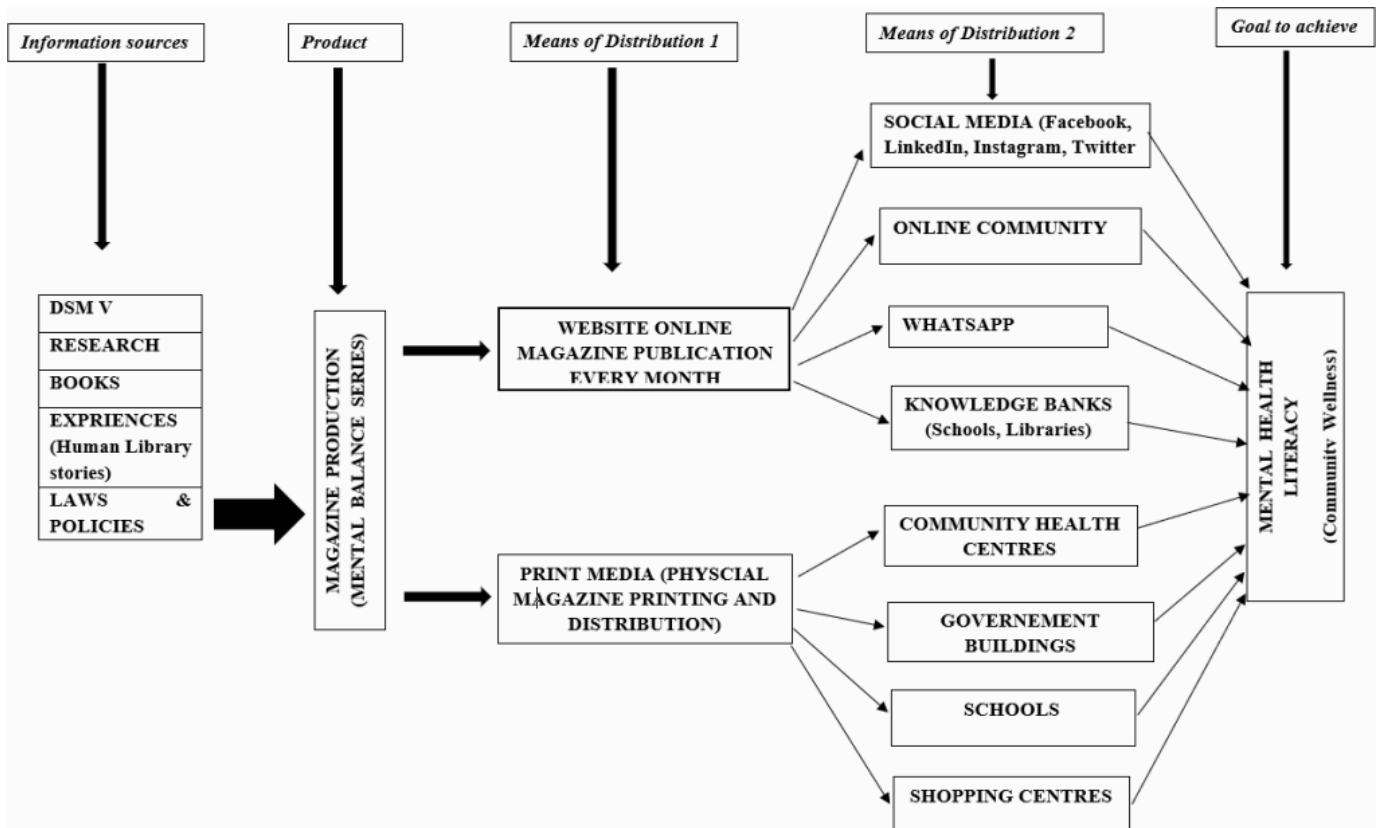 Information sources
Product
Means of Distribution 1
Means of Distribution 2
Goal to achieve
DSM V
RESEARCH
BOOKS
EXPRIENCES
(Human Library
stories)
LAWS &
POLICIES
MAGAZINE PRODUCTION
(MENTAL BALANCE SERIES)
WEBSITE ONLINE
MAGAZINE PUBLICATION
EVERY MONTH
PRINT MEDIA (PHYSCIAL
MAGAZINE PRINTING AND
DISTRIBUTION)
SOCIAL MEDIA (Facebook,
LinkedIn, Instagram, Twitter
ONLINE COMMUNITY
WHATSAPP
KNOWLEDGE BANKS
(Schools, Libraries)
COMMUNITY HEALTH
CENTRES
GOVERNEMENT
BUILDINGS
SCHOOLS
SHOPPING CENTRES
MENTAL HEALTH
LITERACY
(Community Wellness)